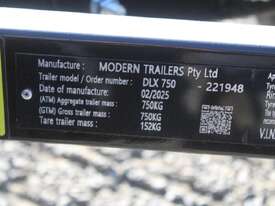 Manufacture : MODERN TRAILERS Pty Ltd
Trailer model / Order number : DLX 750 - 221948
Date of manufacture : 02/2025
(ATM) Aggregate trailer mass : 750KG
(GTM) Gross trailer mass : 750KG
Tare trailer mass : 152KG
V.I.N